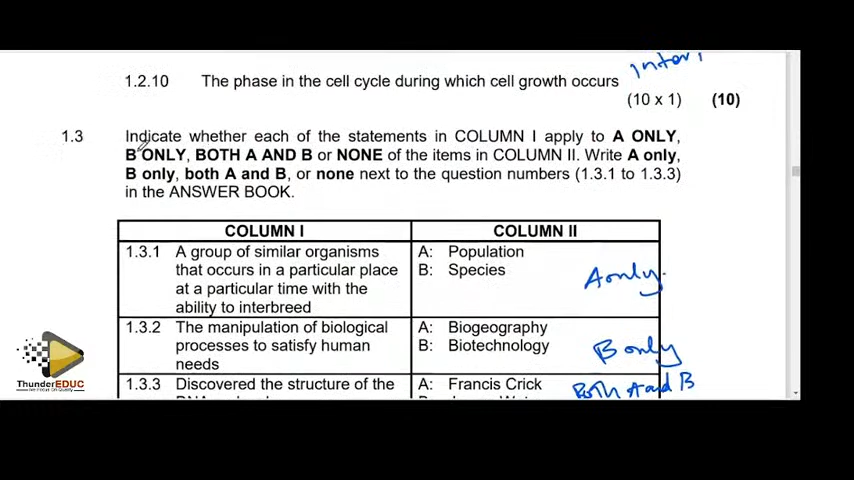 1.2.10 The phase in the cell cycle during which cell growth occurs
(10 x 1) (10)
1.3 Indicate whether each of the statements in COLUMN I apply to A ONLY,
B ONLY, BOTH A AND B or NONE of the items in COLUMN II. Write A only,
B only, both A and B, or none next to the question numbers (1.3.1 to 1.3.3)
in the ANSWER BOOK.
COLUMN I COLUMN II
1.3.1 A group of similar organisms A: Population
that occurs in a particular place B: Species
at a particular time with the A only
ability to interbreed
1.3.2 The manipulation of biological A: Biogeography
processes to satisfy human B: Biotechnology
needs B only
1.3.3 Discovered the structure of the A: Francis Crick
Both A and B
ThunderEDUC